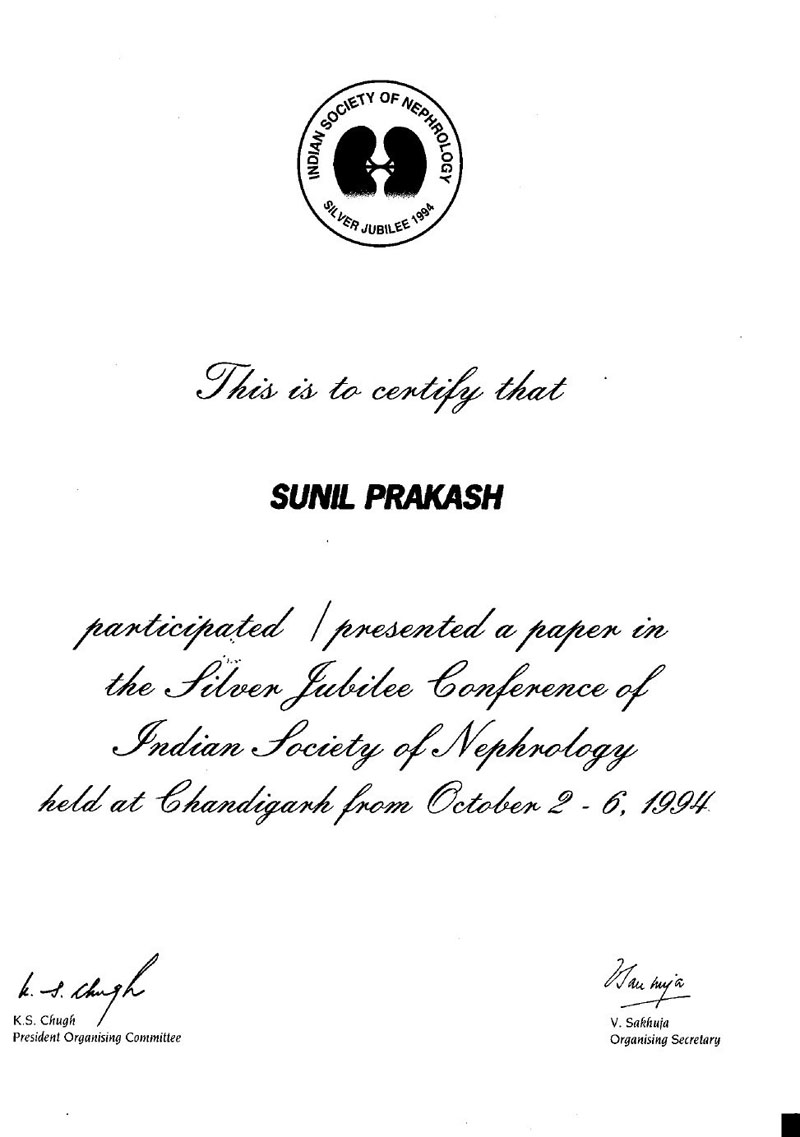 INDIAN SOCIETY OF NEPHROLOGY
SILVER JUBILEE 1994
This is to certify that
SUNIL PRAKASH
participated / presented a paper in
the Silver Jubilee Conference of
Indian Society of Nephrology
held at Chandigarh from October 2 - 6, 1994
K. S. Chugh
K.S. Chugh
President Organising Committee
V. Sakhuja
Organising Secretary